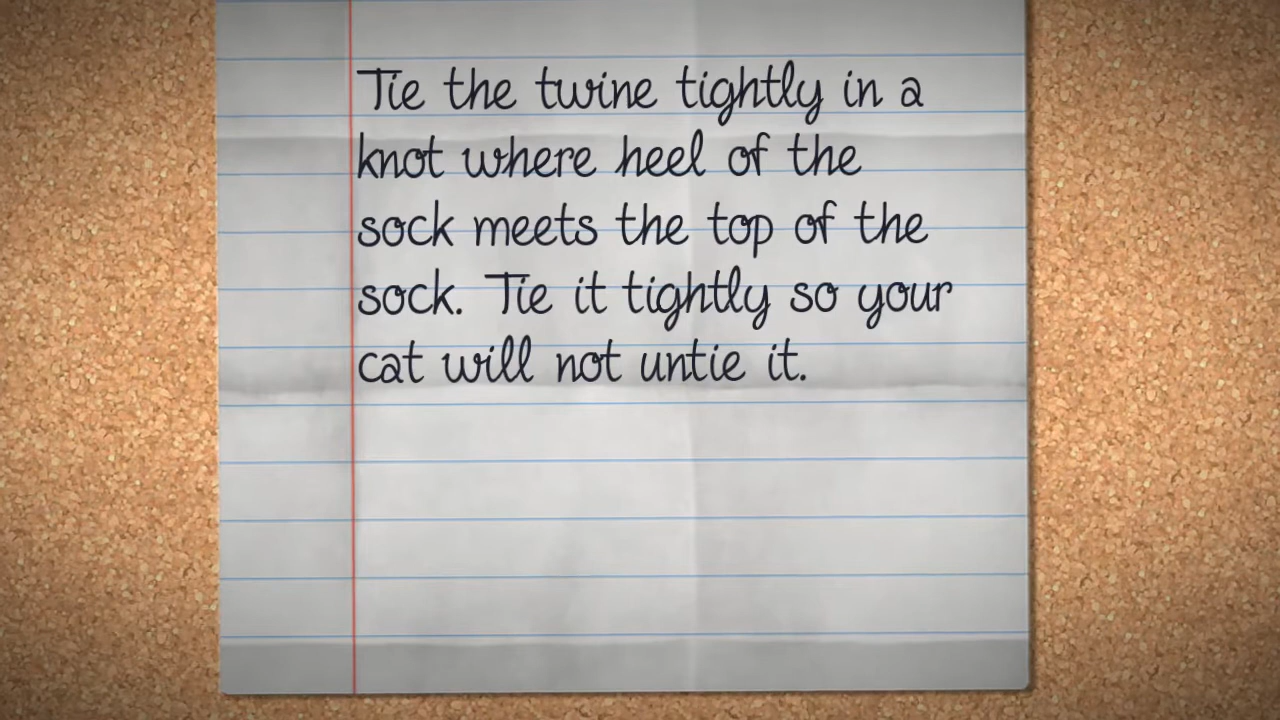 Tie the twine tightly in a
knot where heel of the
sock meets the top of the
sock. Tie it tightly so your
cat will not untie it.